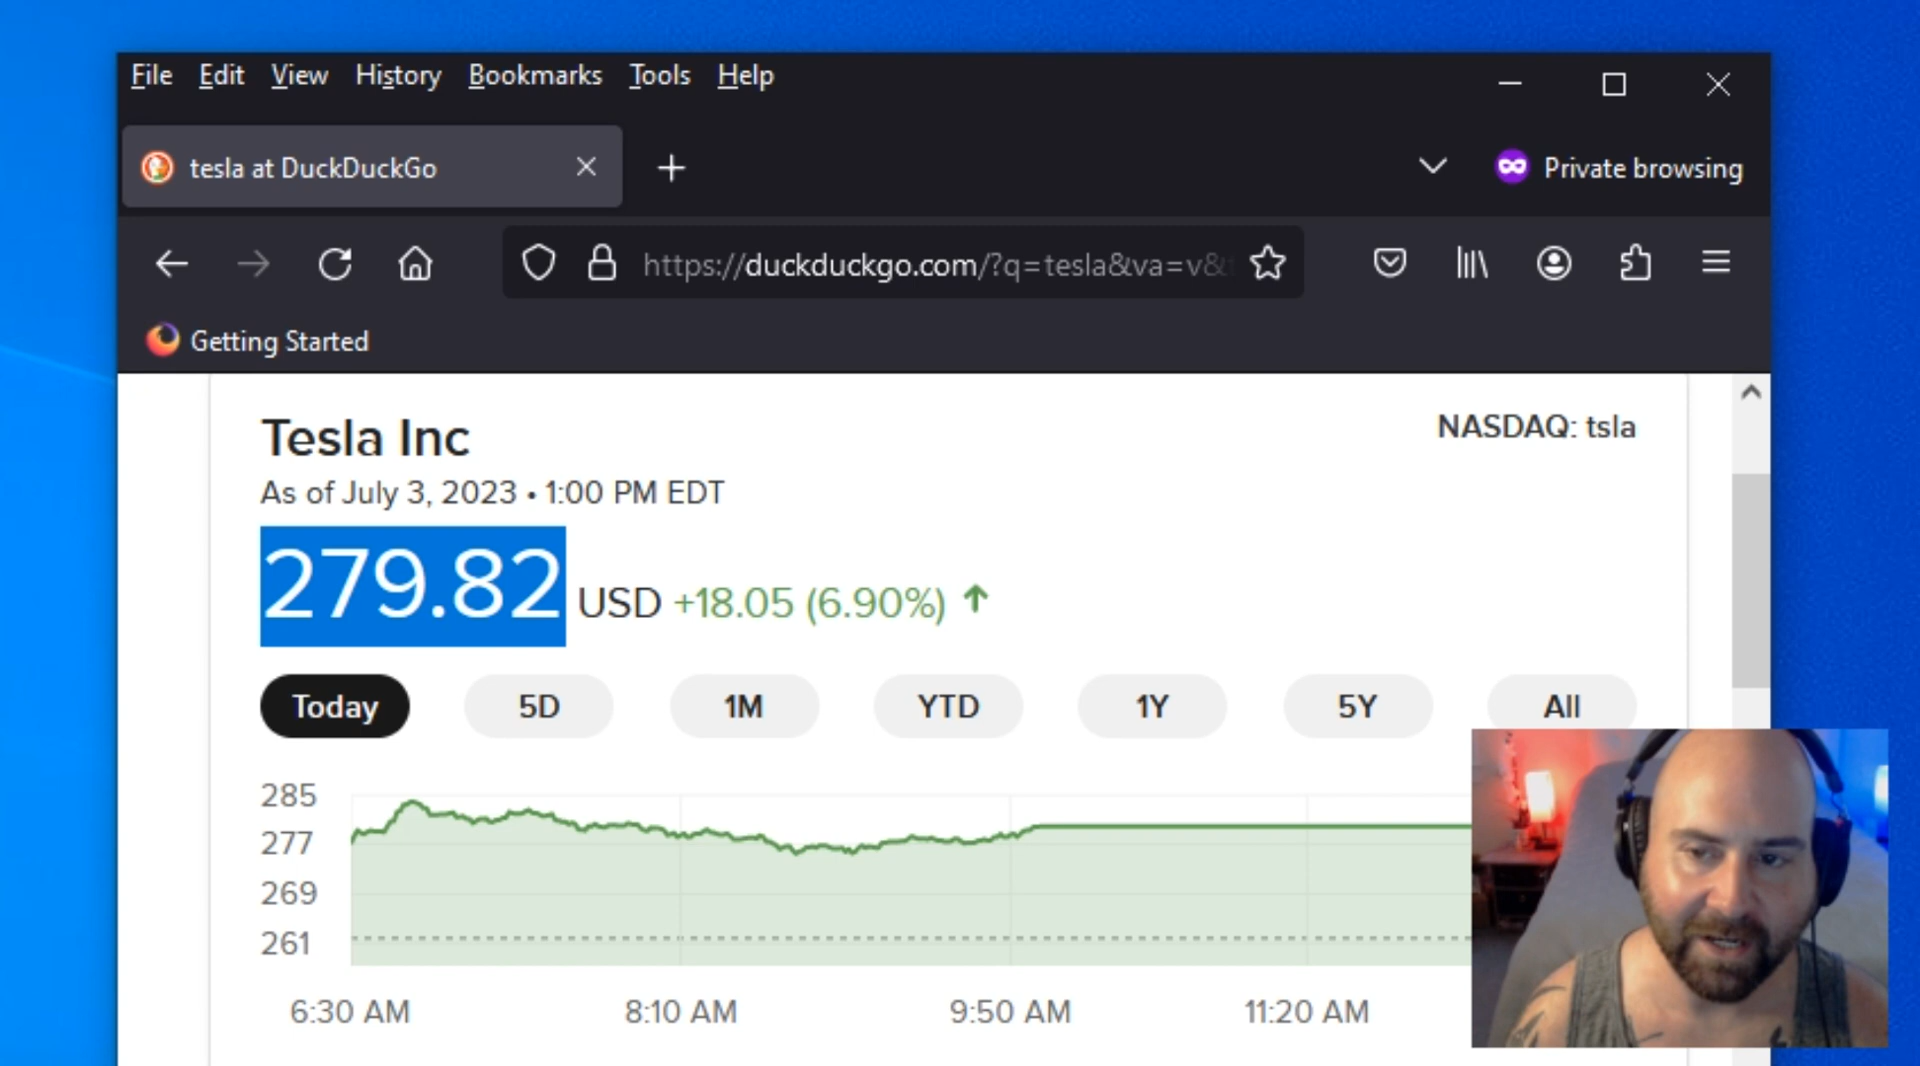 File Edit View History Bookmarks Tools Help
tesla at DuckDuckGo
Private browsing
https://duckduckgo.com/?q=tesla&va=v&t
Getting Started
Tesla Inc
NASDAQ: tsla
As of July 3, 2023 • 1:00 PM EDT
279.82 USD +18.05 (6.90%) ↑
Today 5D 1M YTD 1Y 5Y All
285
277
269
261
6:30 AM 8:10 AM 9:50 AM 11:20 AM